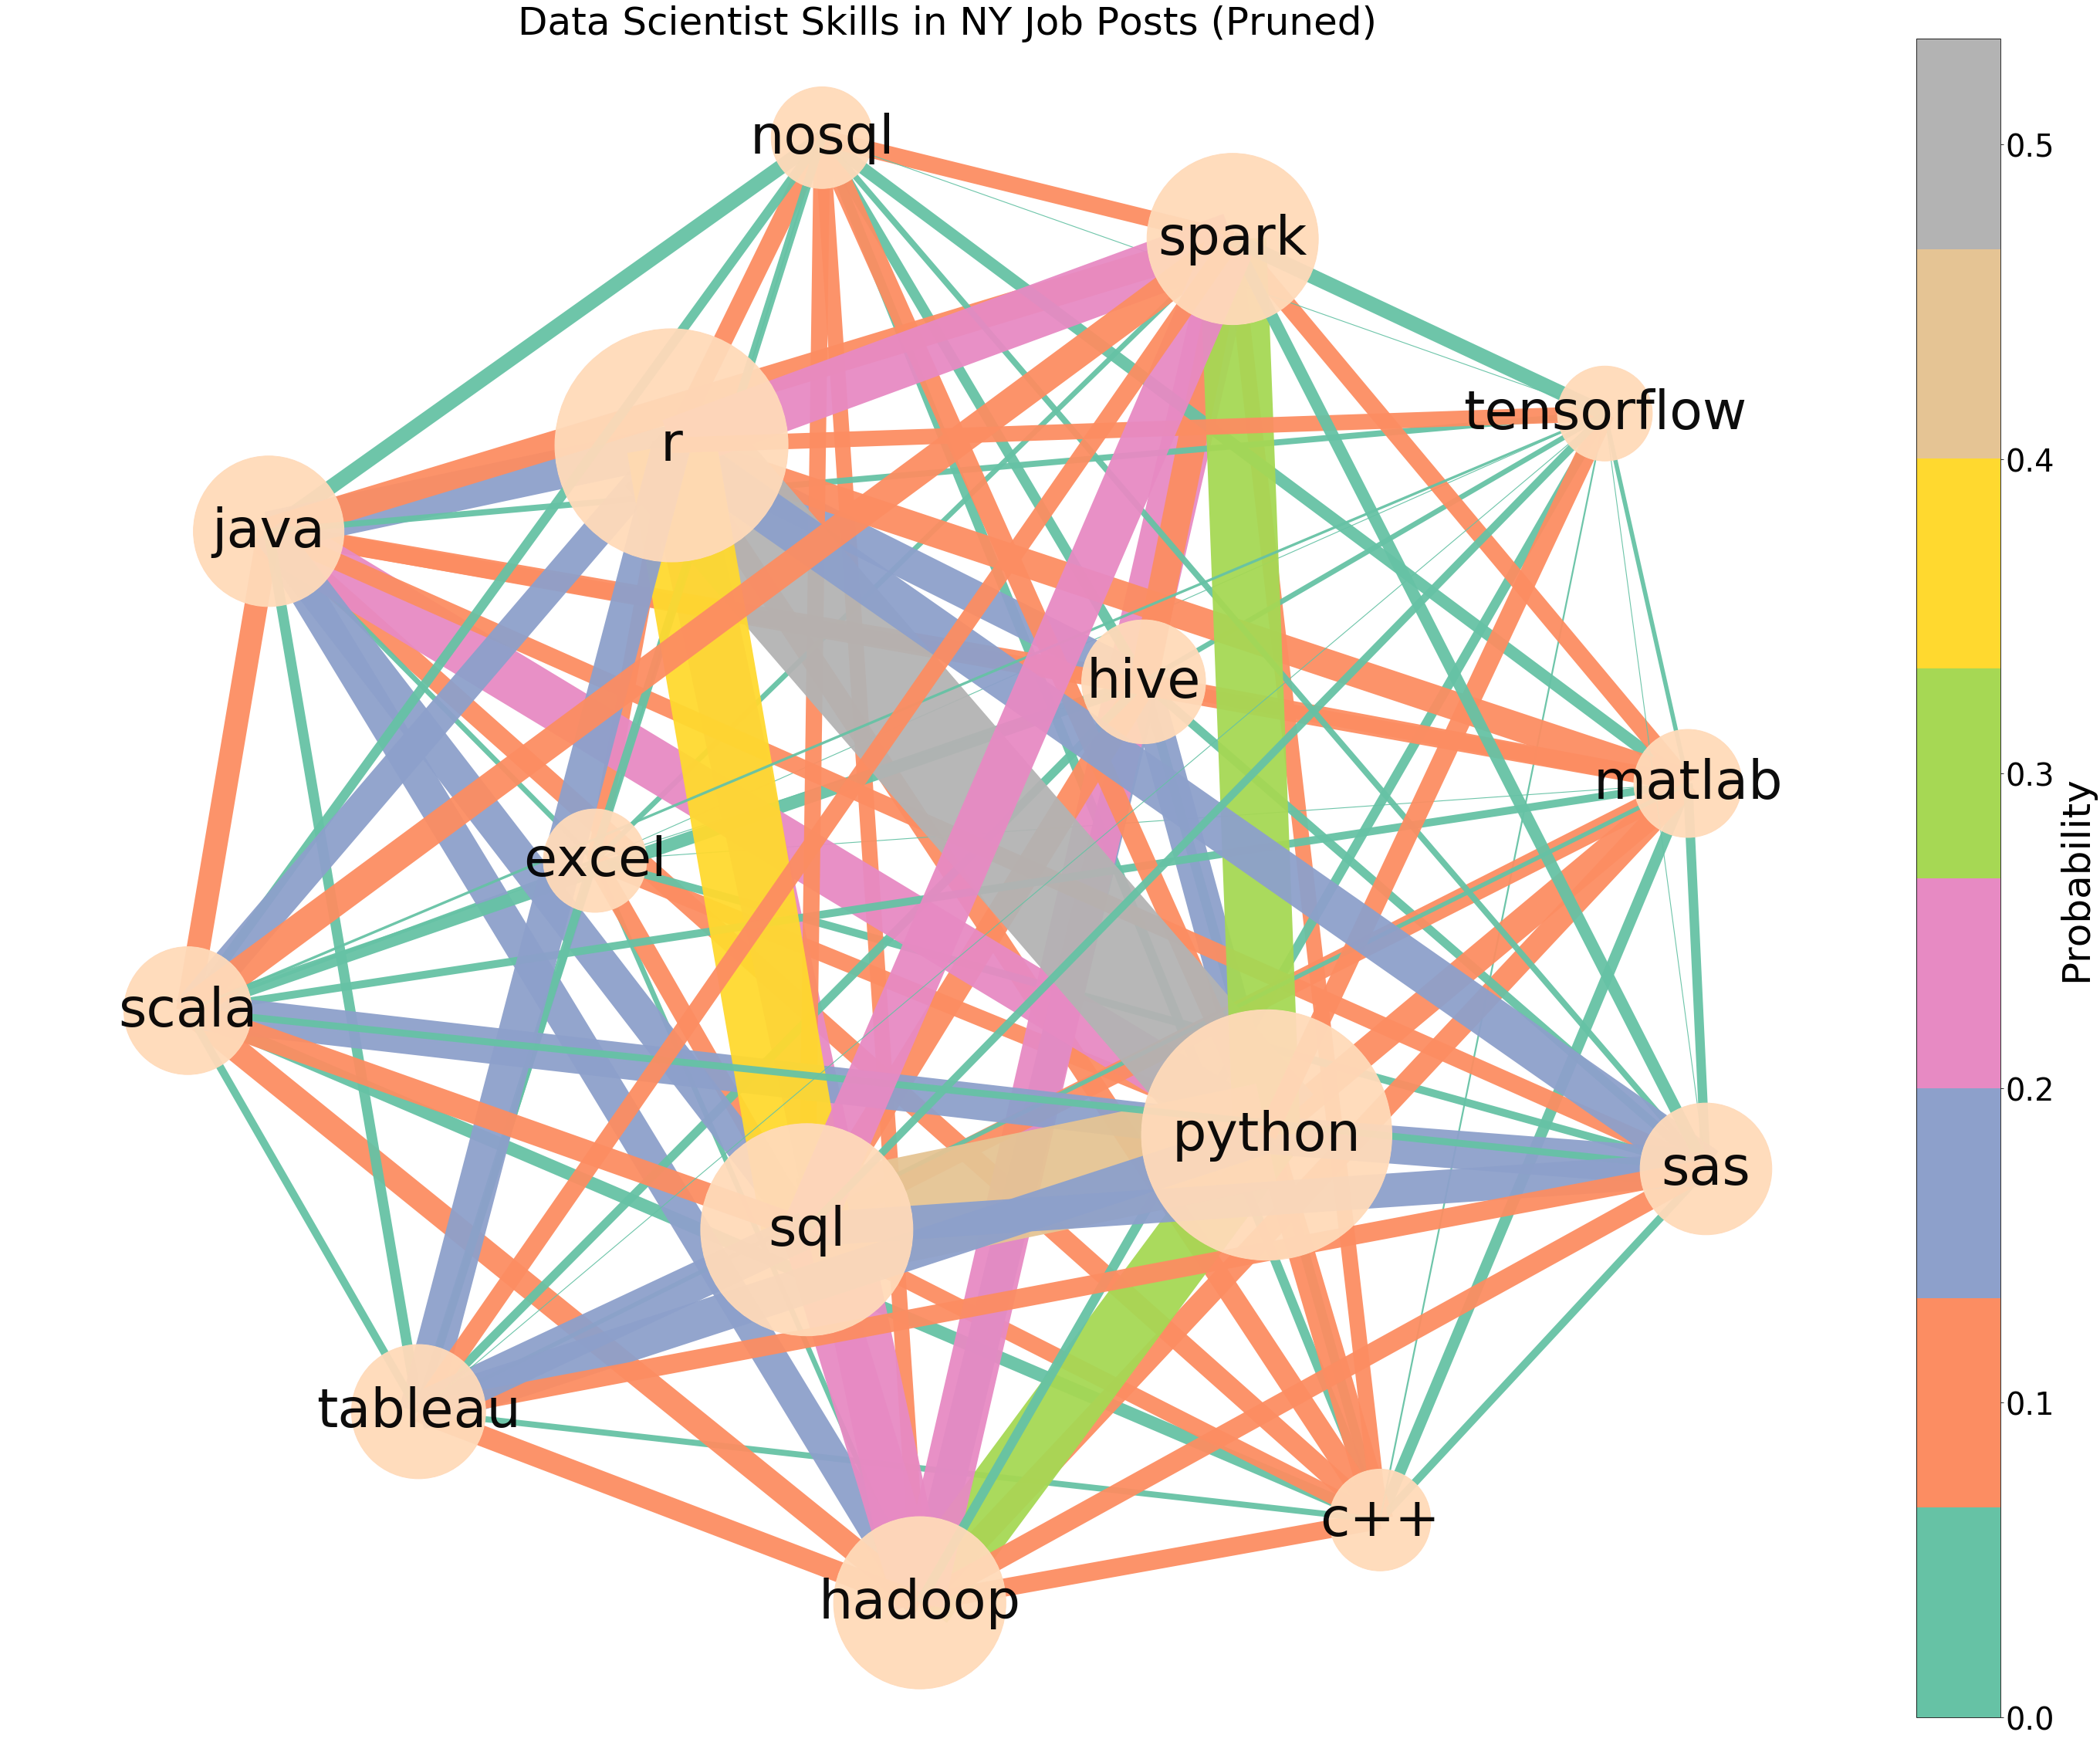 Data Scientist Skills in NY Job Posts (Pruned)
nosql
spark
tensorflow
r
java
hive
matlab
excel
scala
python
sas
sql
tableau
c++
hadoop
0.5
0.4
0.3
0.2
0.1
0.0
Probability